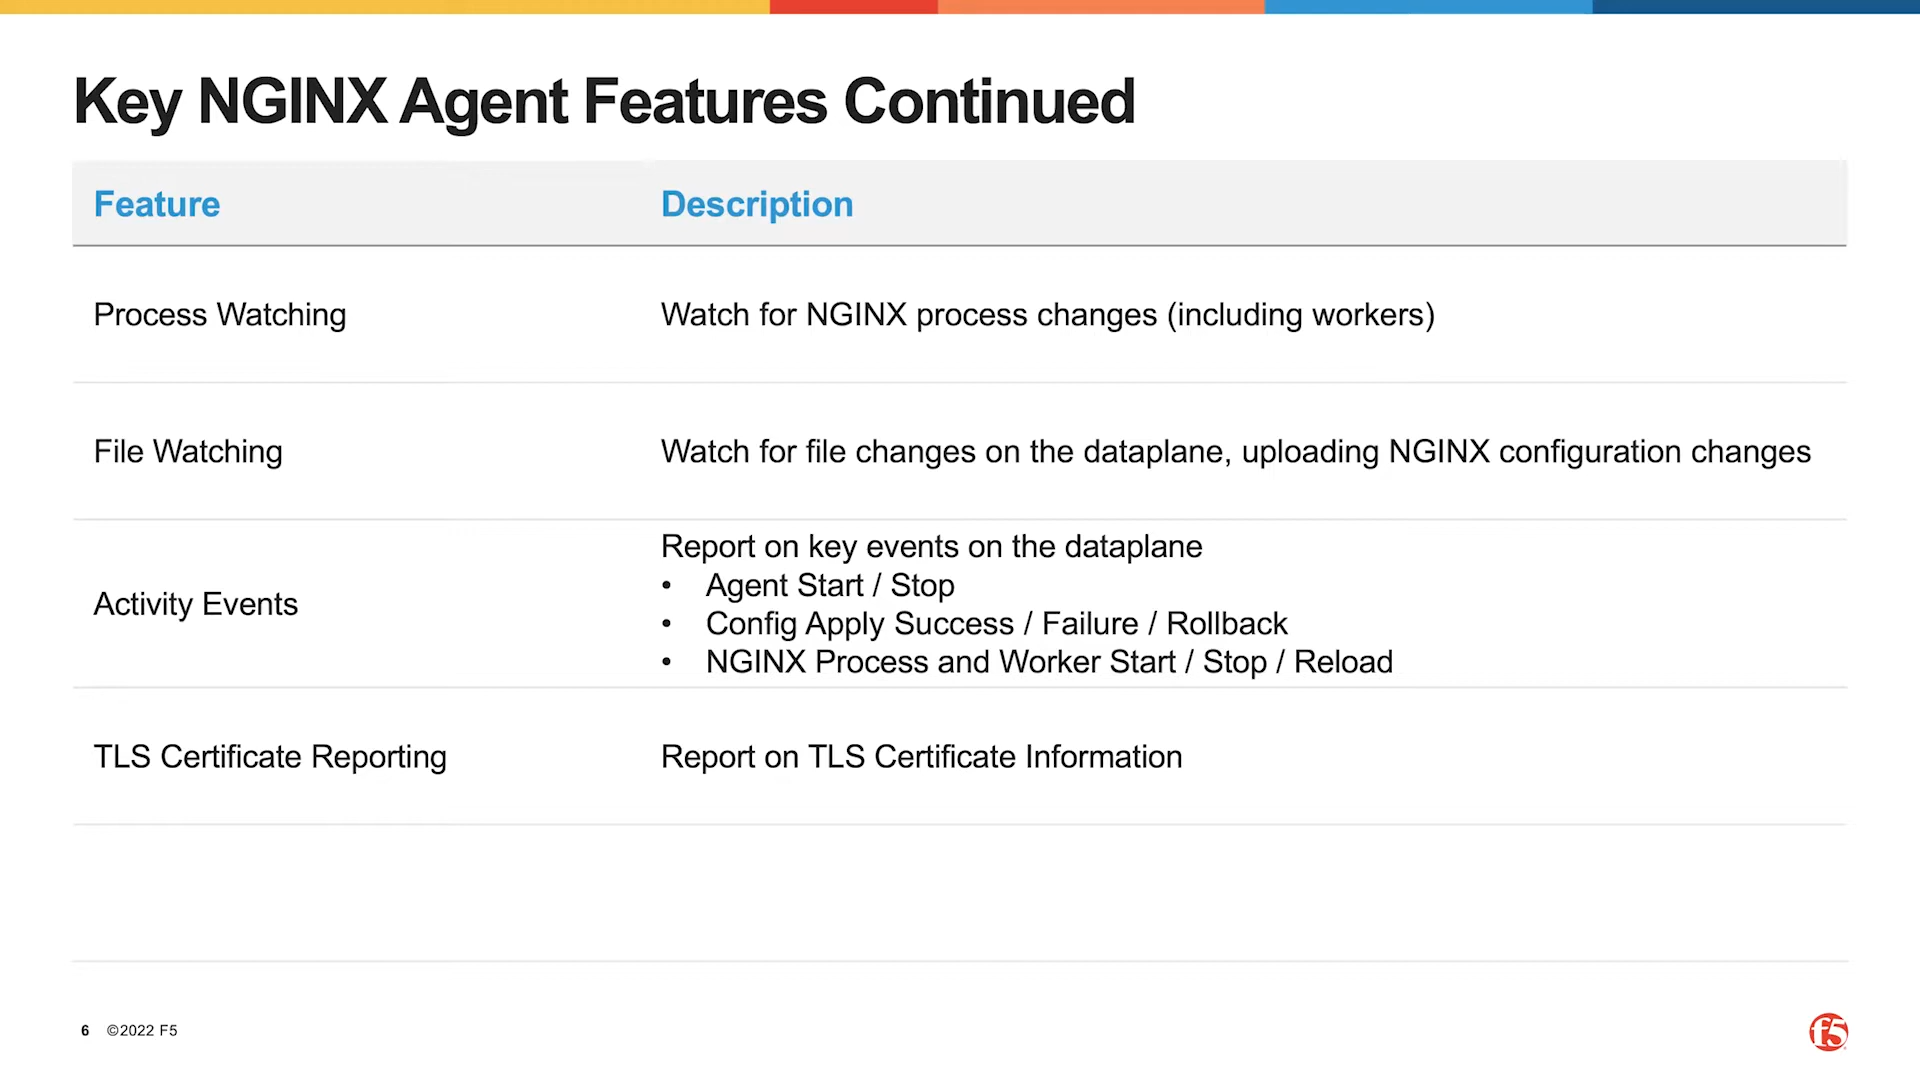 Key NGINX Agent Features Continued
Feature
Description
Process Watching
Watch for NGINX process changes (including workers)
File Watching
Watch for file changes on the dataplane, uploading NGINX configuration changes
Activity Events
Report on key events on the dataplane
• Agent Start / Stop
• Config Apply Success / Failure / Rollback
• NGINX Process and Worker Start / Stop / Reload
TLS Certificate Reporting
Report on TLS Certificate Information
6 ©2022 F5
f5